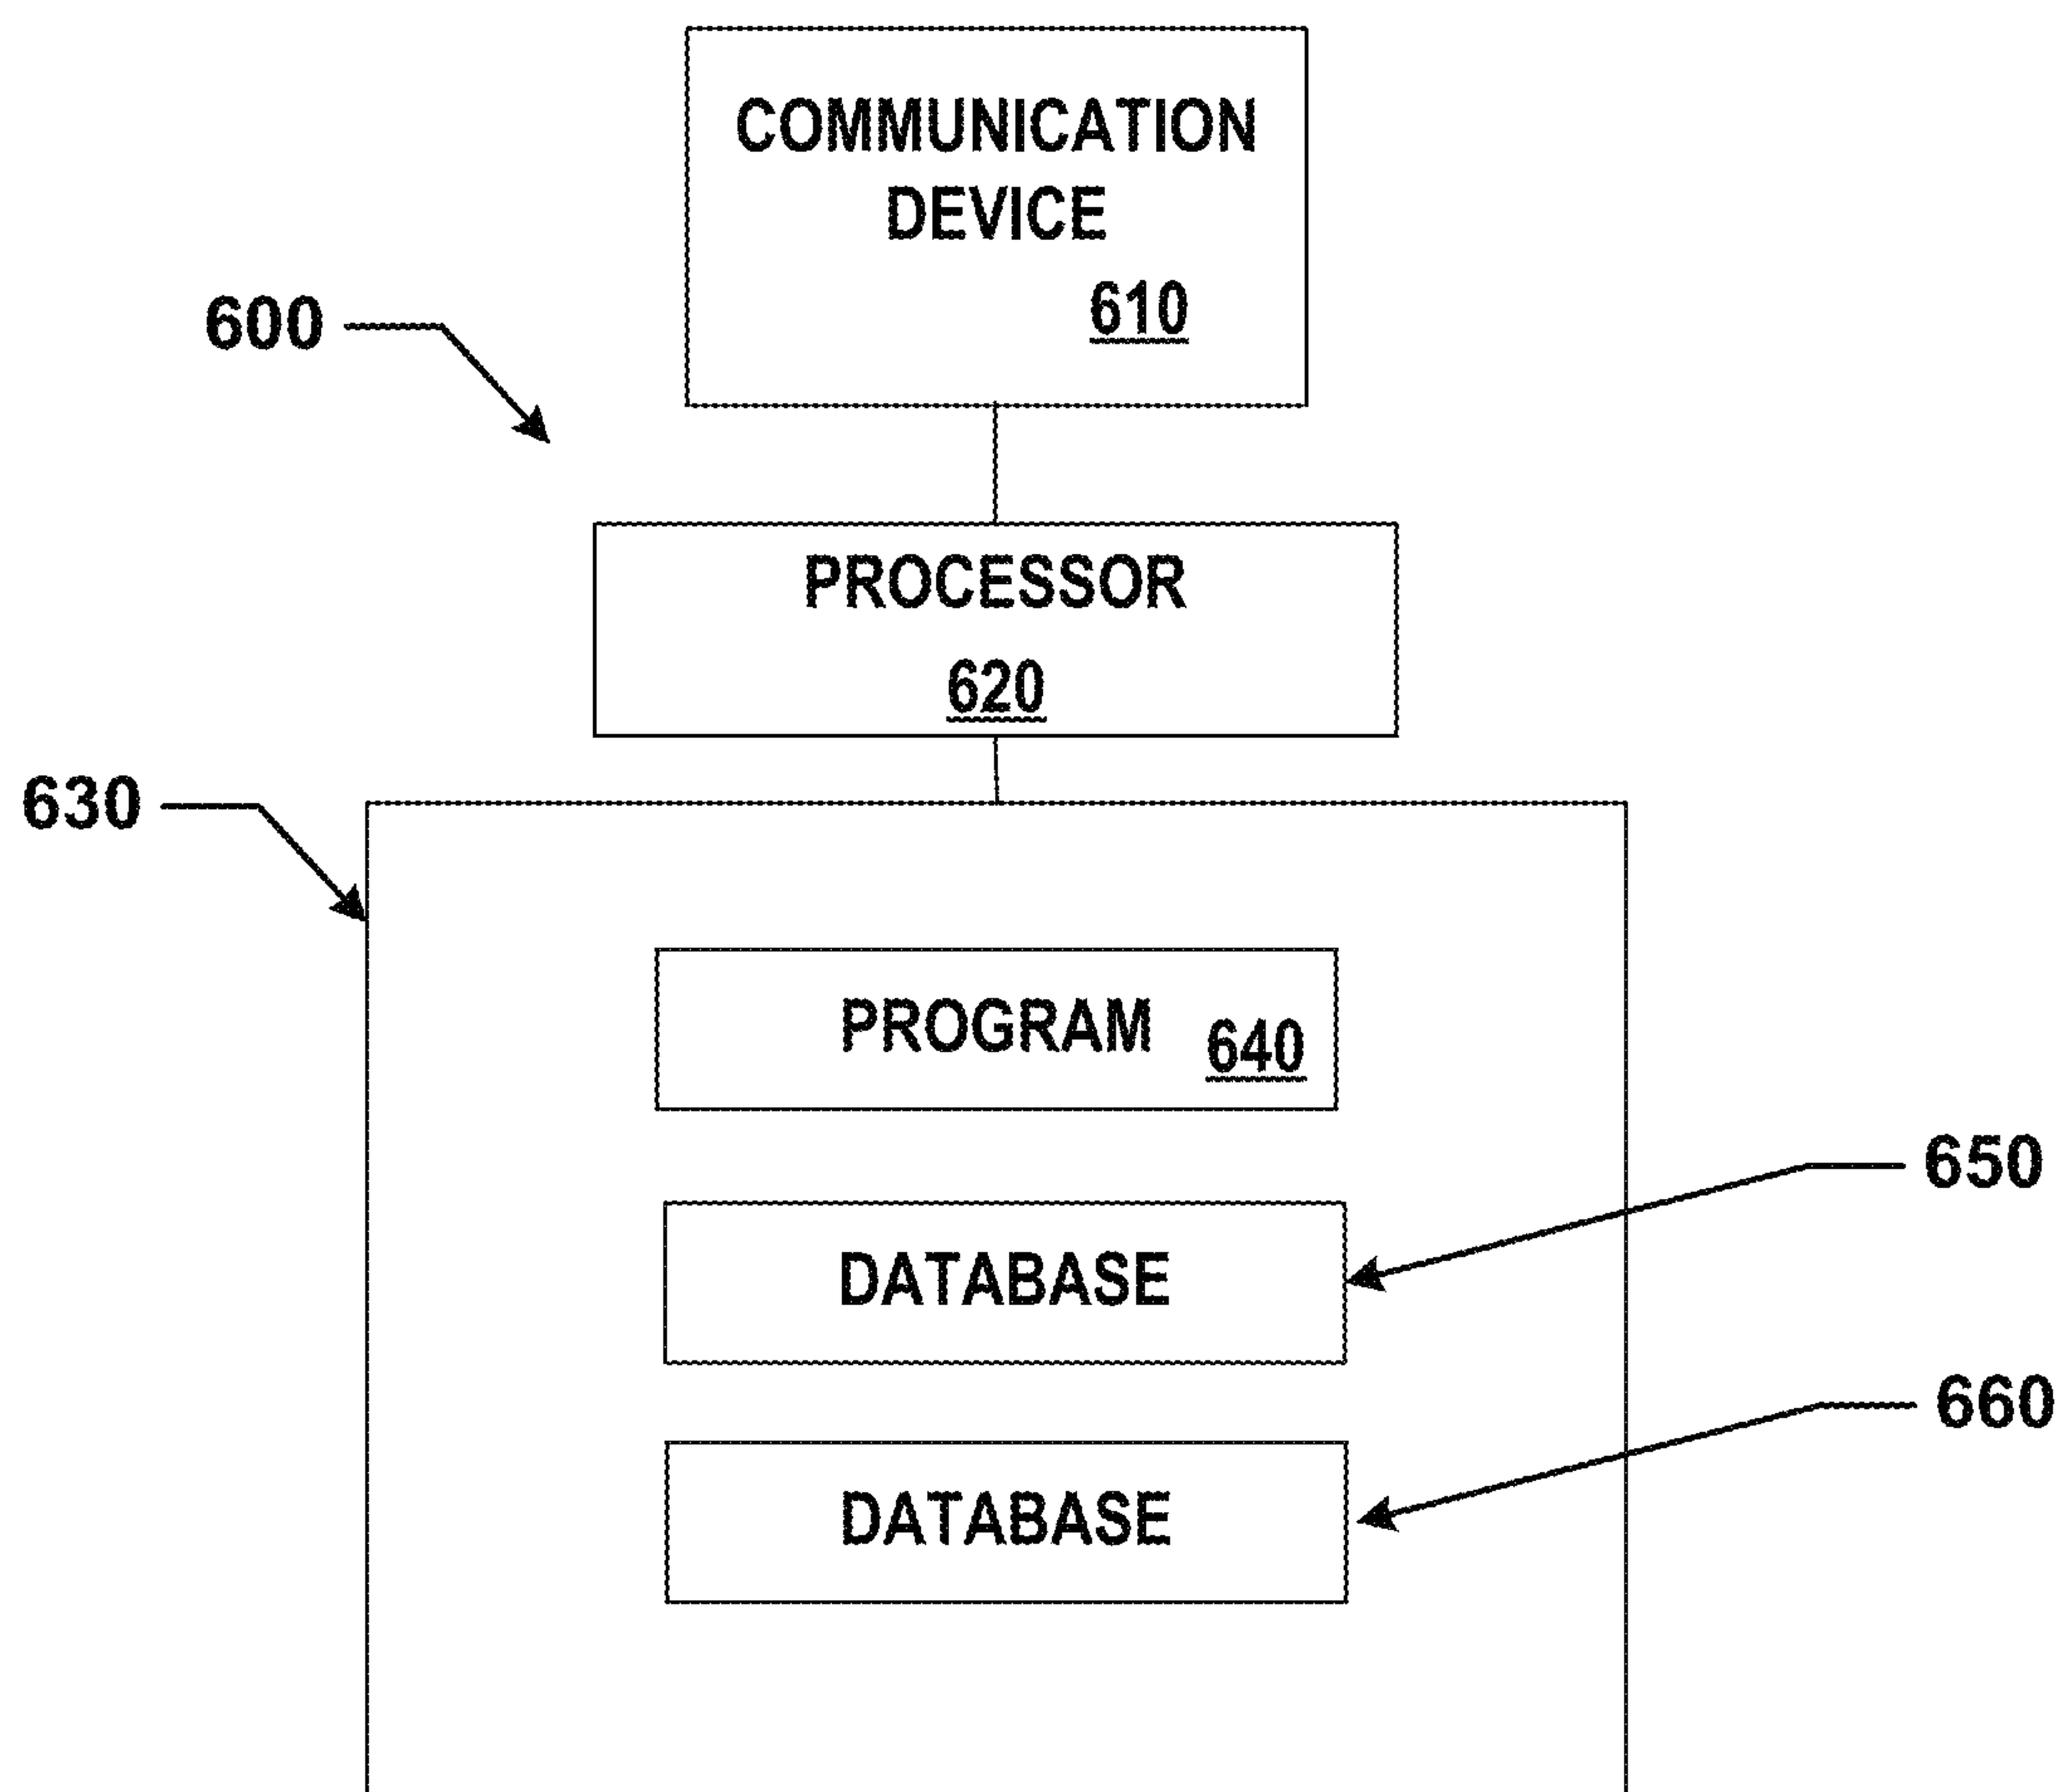 COMMUNICATION
DEVICE
610
600
PROCESSOR
620
630
PROGRAM 640
650
DATABASE
660
DATABASE